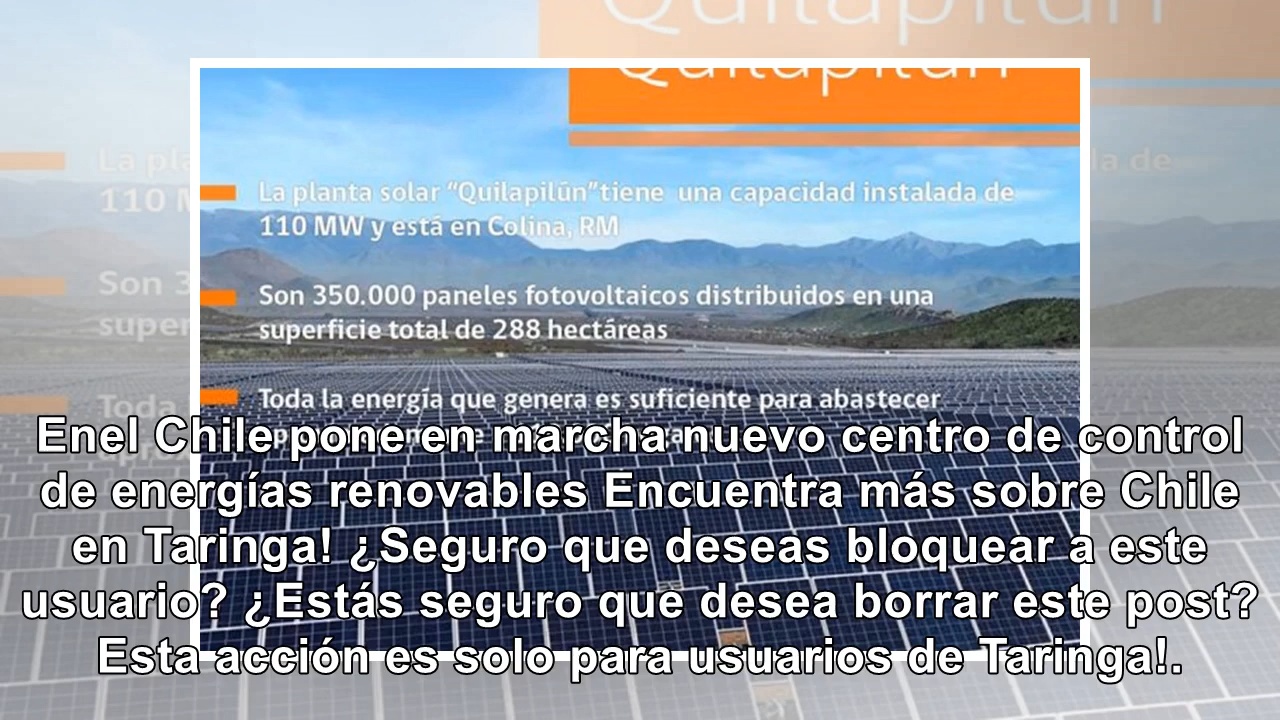 Quilapilún
Quilapilún
La planta solar “Quilapilún”tiene una capacidad instalada de
110 MW y está en Colina, RM
Son 350.000 paneles fotovoltaicos distribuidos en una
superficie total de 288 hectáreas
Toda la energía que genera es suficiente para abastecer
Enel Chile pone en marcha nuevo centro de control
de energías renovables Encuentra más sobre Chile
en Taringa! ¿Seguro que deseas bloquear a este
usuario? ¿Estás seguro que desea borrar este post?
Esta acción es solo para usuarios de Taringa!.